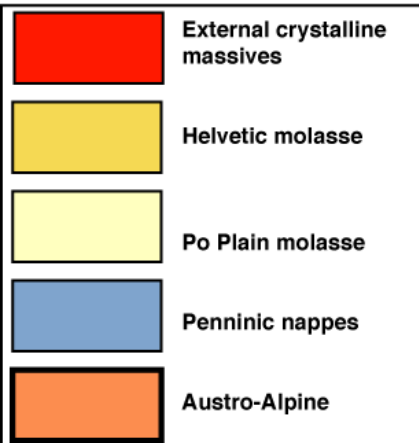 External crystalline
massives
Helvetic molasse
Po Plain molasse
Penninic nappes
Austro-Alpine